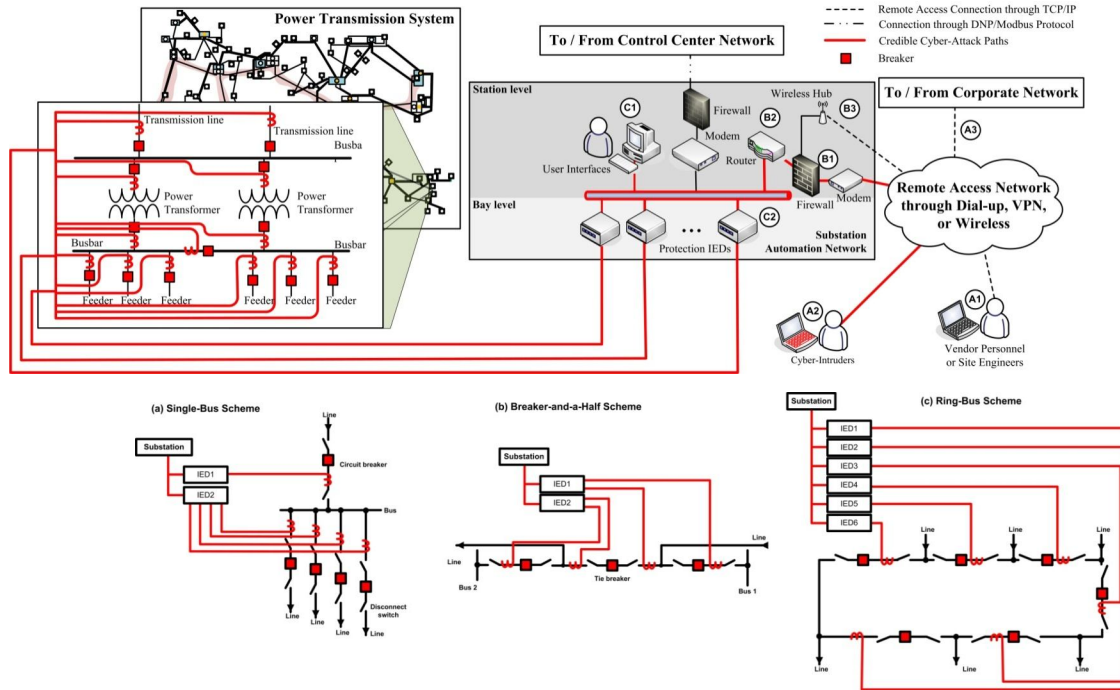 Power Transmission System
Transmission line
Transmission line
Busba
Power
Transformer
Power
Transformer
Busbar
Busbar
Feeder
Feeder
Feeder
Feeder
Feeder
Feeder
To / From Control Center Network
Remote Access Connection through TCP/IP
Connection through DNP/Modbus Protocol
Credible Cyber-Attack Paths
Breaker
To / From Corporate Network
Station level
C1
User Interfaces
Firewall
Modem
Wireless Hub
B3
B2
Router
B1
Firewall
Modem
A3
Remote Access Network
through Dial-up, VPN,
or Wireless
Bay level
C2
Protection IEDs
Substation
Automation Network
A2
Cyber-Intruders
A1
Vendor Personnel
or Site Engineers
(a) Single-Bus Scheme
Substation
IED1
IED2
Line
Circuit breaker
Bus
Disconnect
switch
Line
Line
Line
Line
(b) Breaker-and-a-Half Scheme
Substation
IED1
IED2
Line
Line
Bus 2
Tie breaker
Bus 1
(c) Ring-Bus Scheme
Substation
IED1
IED2
IED3
IED4
IED5
IED6
Line
Line
Line
Line
Line
Line